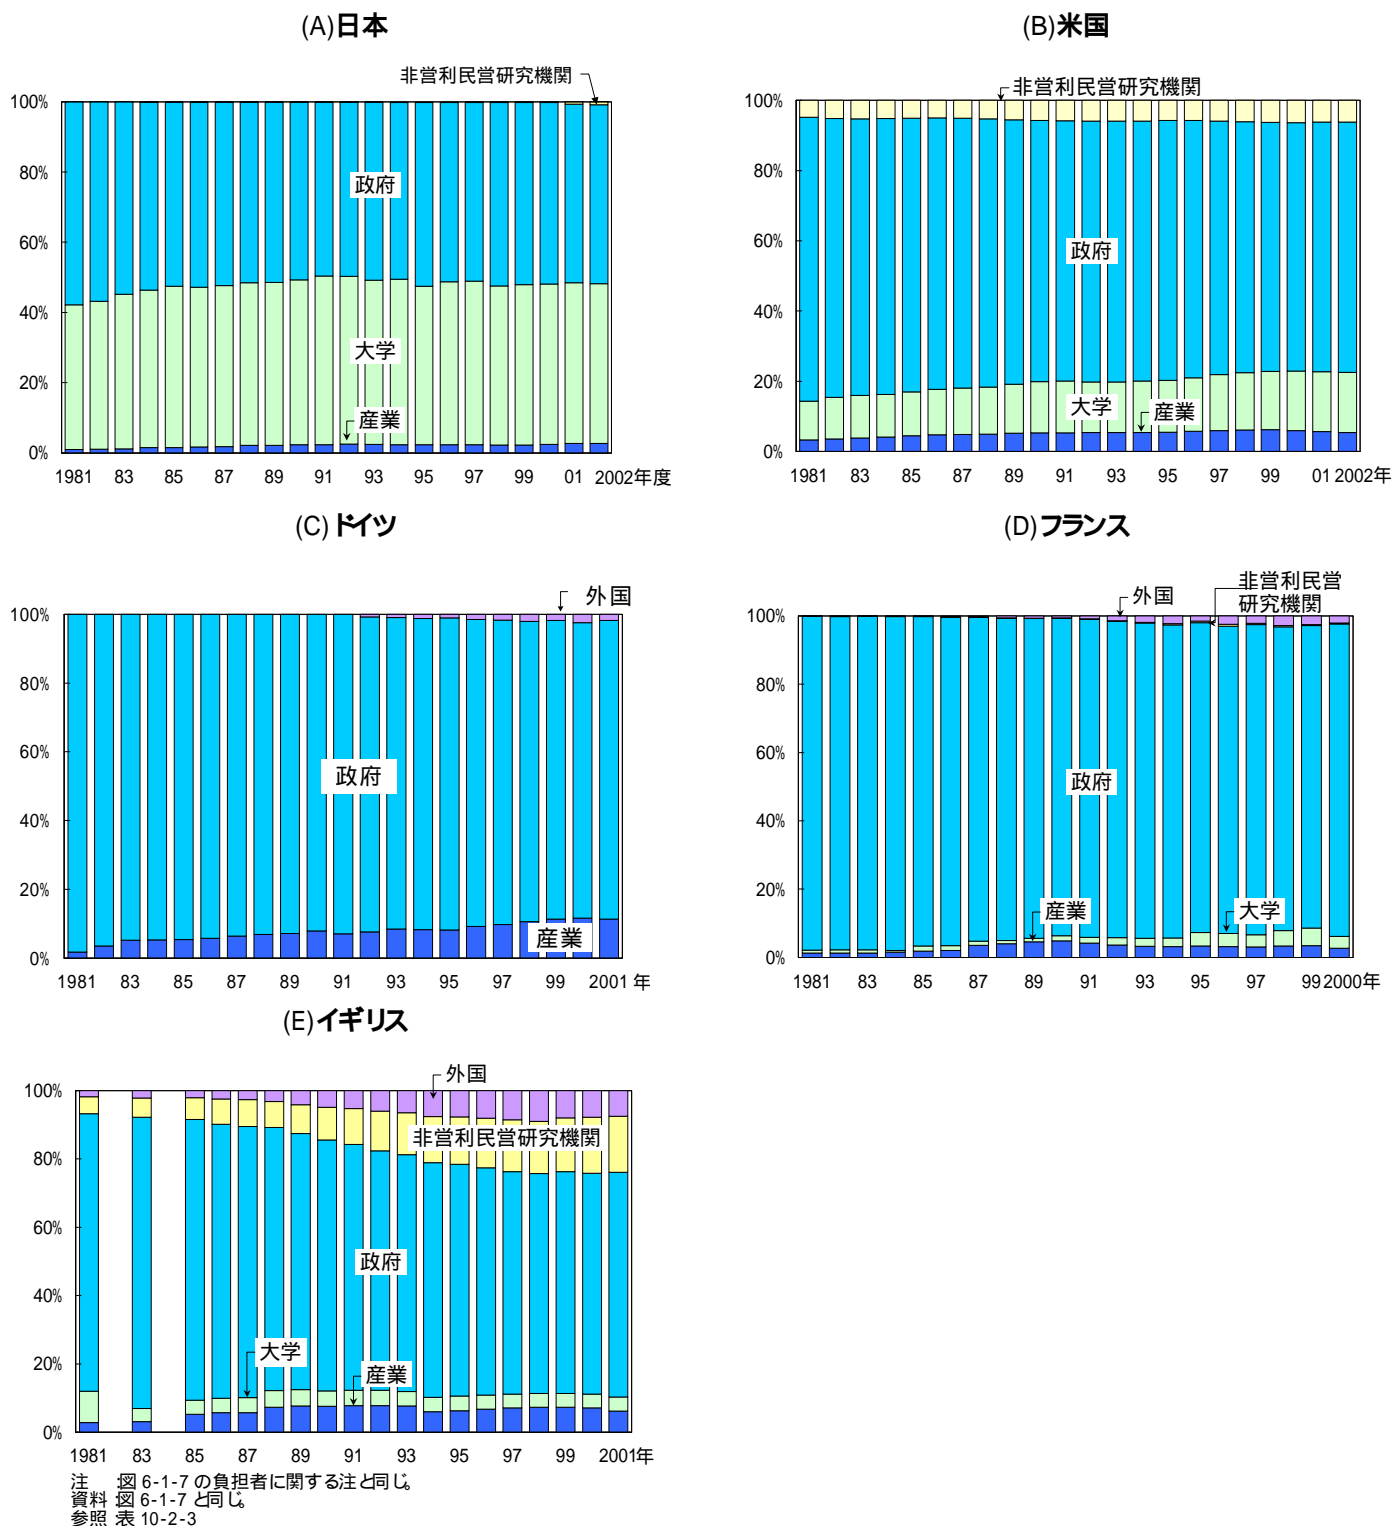 (A)日本
非営利民営研究機関
100%
80%
政府
60%
40%
大学
20%
産業
0%
1981 83 85 87 89 91 93 95 97 99 01 2002年度
(B)米国
非営利民営研究機関
100%
80%
60%
政府
40%
20%
大学 産業
0%
1981 83 85 87 89 91 93 95 97 99 01 2002年
(C)ドイツ
外国
100%
80%
60%
政府
40%
20%
産業
0%
1981 83 85 87 89 91 93 95 97 99 2001年
(D)フランス
外国 非営利民営
研究機関
100%
80%
60%
政府
40%
20%
産業 大学
0%
1981 83 85 87 89 91 93 95 97 99 2000年
(E)イギリス
外国
100%
非営利民営研究機関
80%
60%
政府
40%
20%
大学
産業
0%
1981 83 85 87 89 91 93 95 97 99 2001年
注 図 6-1-7 の負担者に関する注と同じ。
資料 図 6-1-7 と同じ。
参照 表 10-2-3